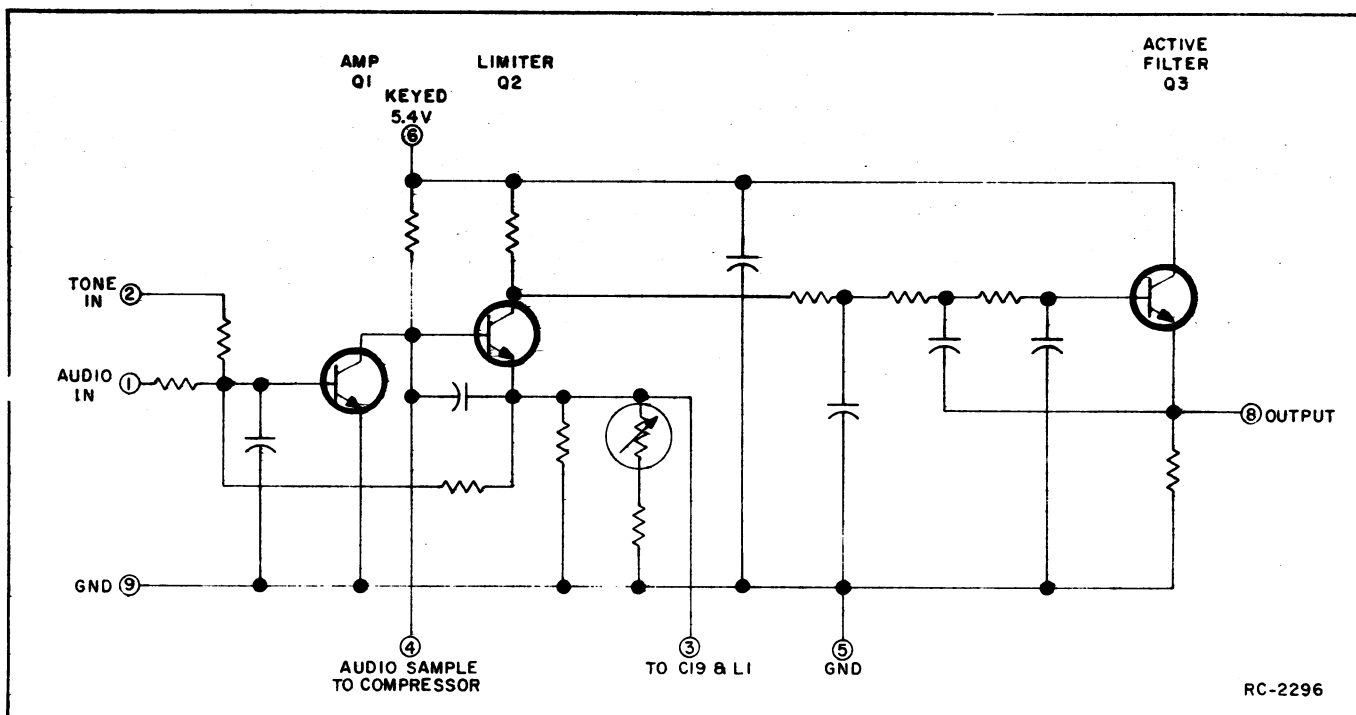 AMP
Q1
LIMITER
Q2
ACTIVE
FILTER
Q3
KEYED
5.4V
6
TONE
IN
2
AUDIO
IN
1
8 OUTPUT
GND 9
4
AUDIO SAMPLE
TO COMPRESSOR
3
TO C19 & L1
5
GND
RC-2296